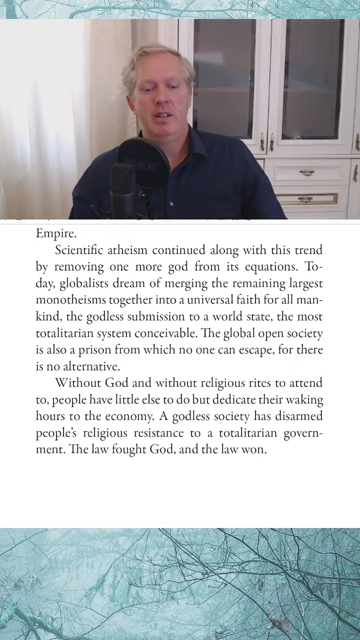 Empire.
Scientific atheism continued along with this trend
by removing one more god from its equations. To-
day, globalists dream of merging the remaining largest
monotheisms together into a universal faith for all man-
kind, the godless submission to a world state, the most
totalitarian system conceivable. The global open society
is also a prison from which no one can escape, for there
is no alternative.
Without God and without religious rites to attend
to, people have little else to do but dedicate their waking
hours to the economy. A godless society has disarmed
people's religious resistance to a totalitarian govern-
ment. The law fought God, and the law won.